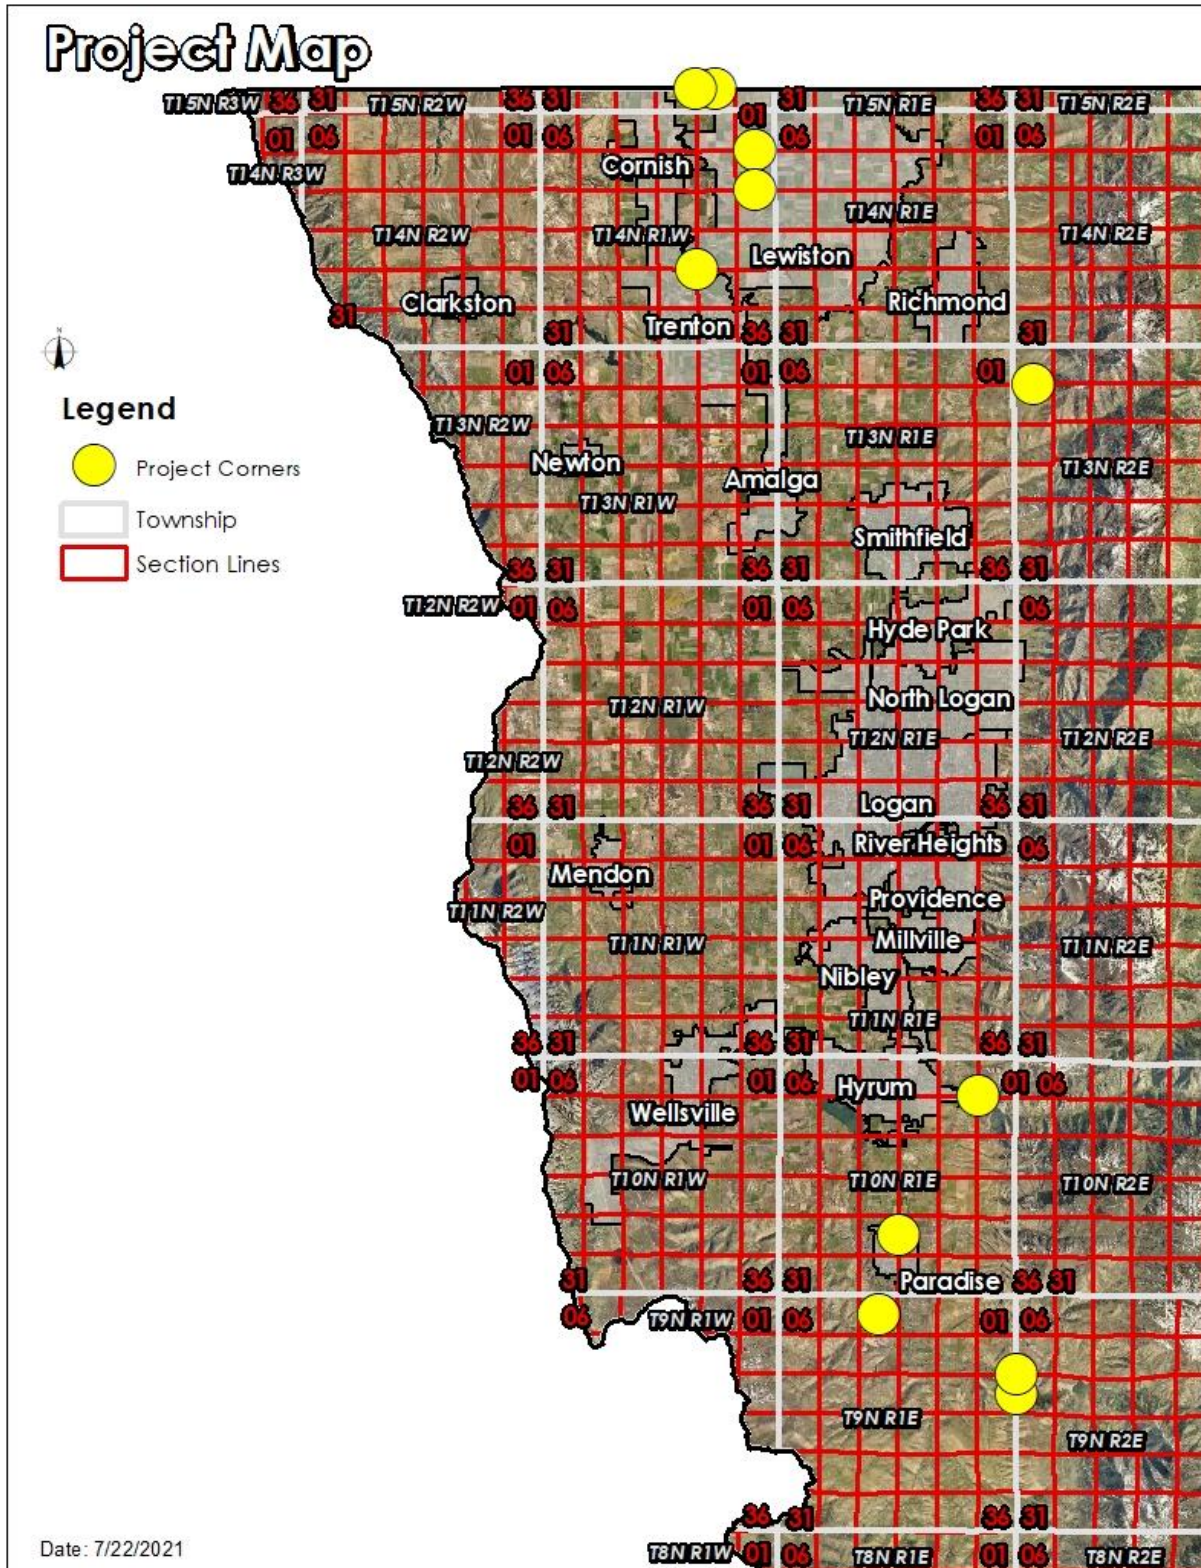 Project Map
T15N R3W 36 31 T15N R2W 36 31 31 T15N R1E 36 31 T15N R2E
01
01 06 01 06 06 01 06
Cornish
T14N R3W
T14N R1E
T14N R2W T14N R1W T14N R2E
Lewiston
Clarkston Richmond
31
Trenton
31 36 31 31
N
01 06 01 06 01
Legend
Project Corners
Township
Section Lines
T13N R2W
T13N R1E
Newton T13N R2E
Amalga
T13N R1W
Smithfield
36 31 36 31 36 31
T12N R2W 01 06 01 06 06
Hyde Park
North Logan
T12N R1W
T12N R1E T12N R2E
T12N R2W
36 31 36 31 Logan 36 31
01 01 06 River Heights 06
Mendon
Providence
T11N R2W
T11N R1W Millville T11N R2E
Nibley
T11N R1E
36 31 36 31 36 31
01 06 01 06 Hyrum 01 06
Wellsville
T10N R1W T10N R1E T10N R2E
31 36 31 Paradise 36 31
06 T9N R1W 01 06 01 06
T9N R1E
T9N R2E
36 31 36 31
Date: 7/22/2021
T8N R1W 01 06 T8N R1E 01 06 T8N R2E